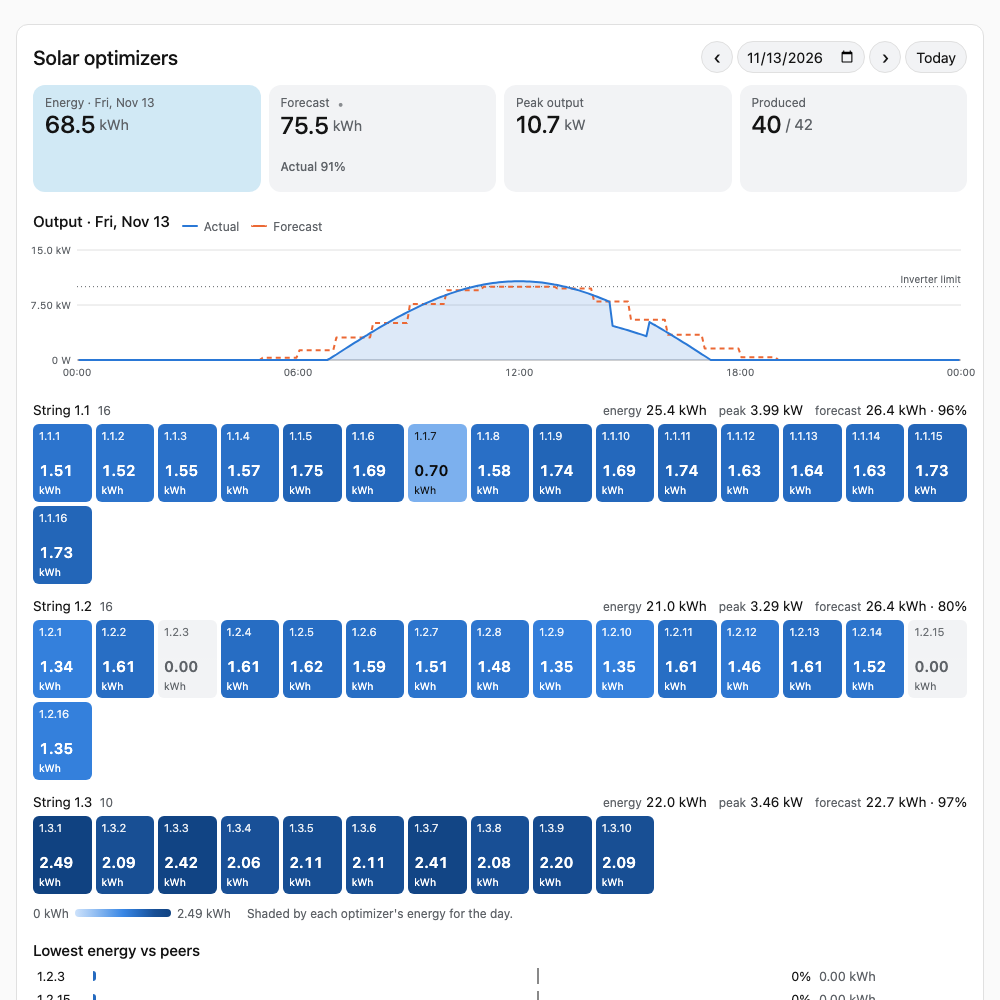 Solar optimizers
‹ 11/13/2026 › Today
Energy · Fri, Nov 13
68.5 kWh
Forecast
75.5 kWh
Actual 91%
Peak output
10.7 kW
Produced
40 / 42
Output · Fri, Nov 13 Actual Forecast
15.0 kW
Inverter limit
7.50 kW
0 W
00:00 06:00 12:00 18:00 00:00
String 1.1 16 energy 25.4 kWh peak 3.99 kW forecast 26.4 kWh · 96%
1.1.1 1.1.2 1.1.3 1.1.4 1.1.5 1.1.6 1.1.7 1.1.8 1.1.9 1.1.10 1.1.11 1.1.12 1.1.13 1.1.14 1.1.15
1.51 1.52 1.55 1.57 1.75 1.69 0.70 1.58 1.74 1.69 1.74 1.63 1.64 1.63 1.73
kWh kWh kWh kWh kWh kWh kWh kWh kWh kWh kWh kWh kWh kWh kWh
1.1.16
1.73
kWh
String 1.2 16 energy 21.0 kWh peak 3.29 kW forecast 26.4 kWh · 80%
1.2.1 1.2.2 1.2.3 1.2.4 1.2.5 1.2.6 1.2.7 1.2.8 1.2.9 1.2.10 1.2.11 1.2.12 1.2.13 1.2.14 1.2.15
1.34 1.61 0.00 1.61 1.62 1.59 1.51 1.48 1.35 1.35 1.61 1.46 1.61 1.52 0.00
kWh kWh kWh kWh kWh kWh kWh kWh kWh kWh kWh kWh kWh kWh kWh
1.2.16
1.35
kWh
String 1.3 10 energy 22.0 kWh peak 3.46 kW forecast 22.7 kWh · 97%
1.3.1 1.3.2 1.3.3 1.3.4 1.3.5 1.3.6 1.3.7 1.3.8 1.3.9 1.3.10
2.49 2.09 2.42 2.06 2.11 2.11 2.41 2.08 2.20 2.09
kWh kWh kWh kWh kWh kWh kWh kWh kWh kWh
0 kWh 2.49 kWh Shaded by each optimizer's energy for the day.
Lowest energy vs peers
1.2.3 0% 0.00 kWh
1.2.15 0% 0.00 kWh